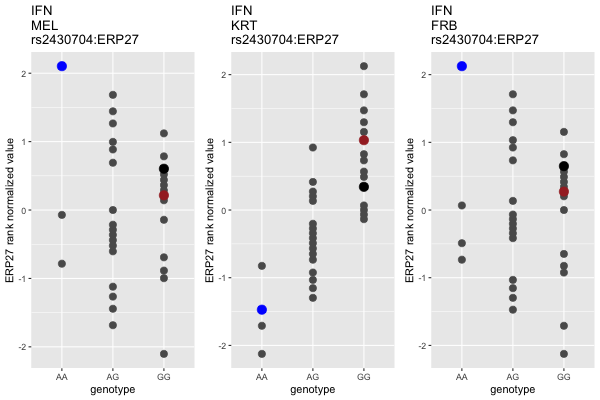 IFN
MEL
rs2430704:ERP27
ERP27 rank normalized value
2
1
0
-1
-2
AA
AG
GG
genotype
IFN
KRT
rs2430704:ERP27
ERP27 rank normalized value
2
1
0
-1
-2
AA
AG
GG
genotype
IFN
FRB
rs2430704:ERP27
ERP27 rank normalized value
2
1
0
-1
-2
AA
AG
GG
genotype